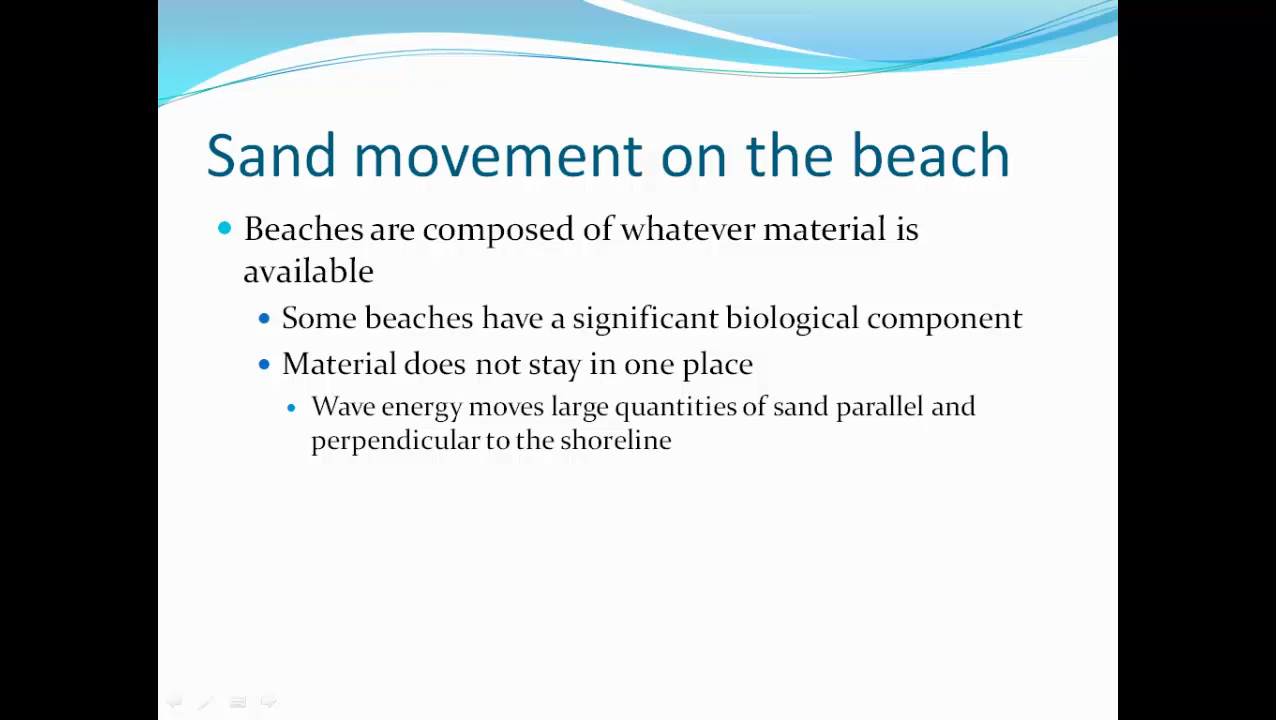 Sand movement on the beach
Beaches are composed of whatever material is
available
Some beaches have a significant biological component
Material does not stay in one place
Wave energy moves large quantities of sand parallel and
perpendicular to the shoreline